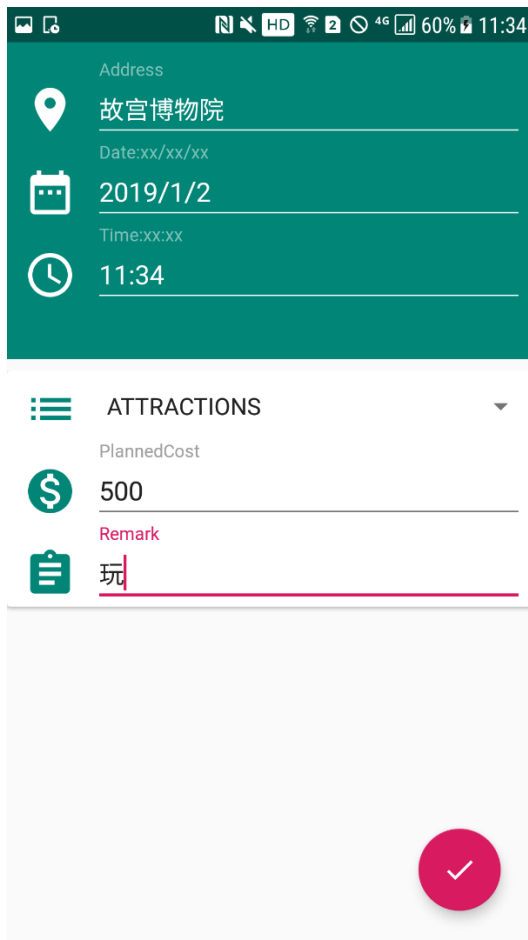 HD 2 4G 60% 11:34
Address
故宫博物院
Date:xx/xx/xx
2019/1/2
Time:xx:xx
11:34
ATTRACTIONS
PlannedCost
500
Remark
玩